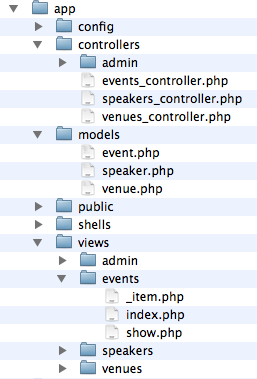 app
config
controllers
admin
events_controller.php
speakers_controller.php
venues_controller.php
models
event.php
speaker.php
venue.php
public
shells
views
admin
events
_item.php
index.php
show.php
speakers
venues